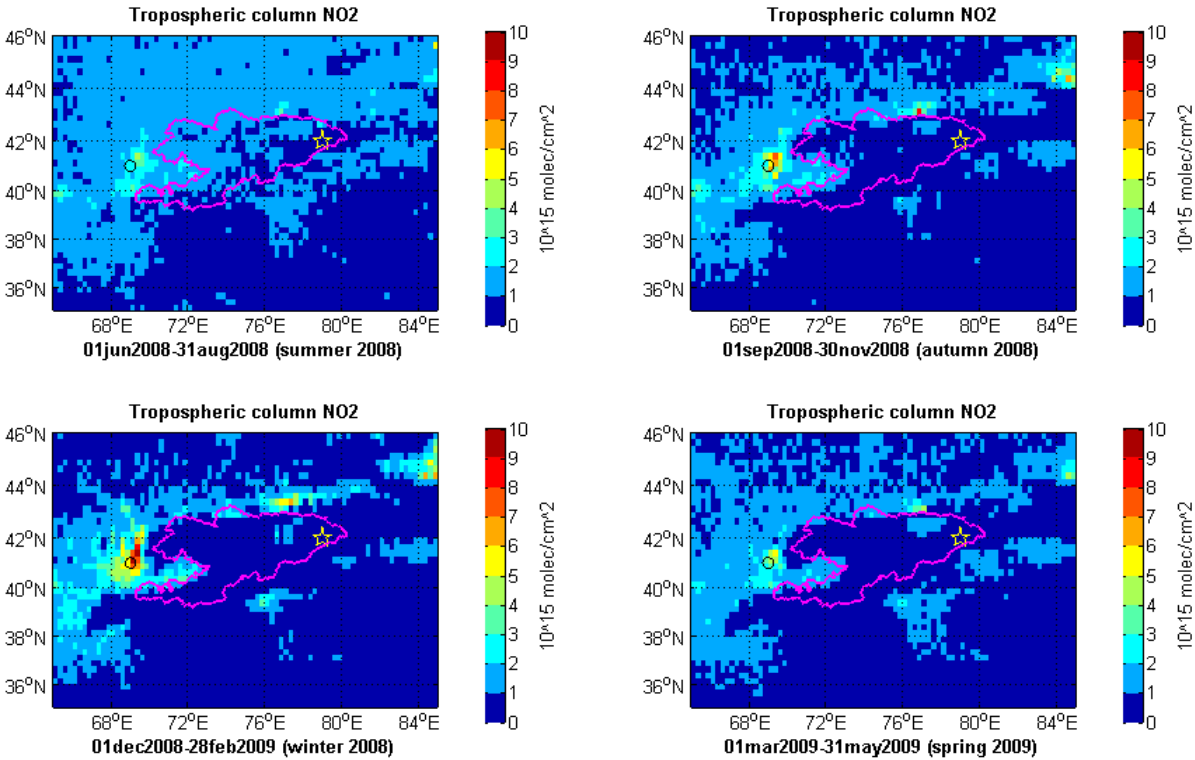 Tropospheric column NO2
46°N
44°N
42°N
40°N
38°N
36°N
68°E 72°E 76°E 80°E 84°E
10
9
8
7
6
5
4
3
2
1
0
10^15 molec/cm^2
01jun2008-31aug2008 (summer 2008)
Tropospheric column NO2
46°N
44°N
42°N
40°N
38°N
36°N
68°E 72°E 76°E 80°E 84°E
10
9
8
7
6
5
4
3
2
1
0
10^15 molec/cm^2
01sep2008-30nov2008 (autumn 2008)
Tropospheric column NO2
46°N
44°N
42°N
40°N
38°N
36°N
68°E 72°E 76°E 80°E 84°E
10
9
8
7
6
5
4
3
2
1
0
10^15 molec/cm^2
01dec2008-28feb2009 (winter 2008)
Tropospheric column NO2
46°N
44°N
42°N
40°N
38°N
36°N
68°E 72°E 76°E 80°E 84°E
10
9
8
7
6
5
4
3
2
1
0
10^15 molec/cm^2
01mar2009-31may2009 (spring 2009)